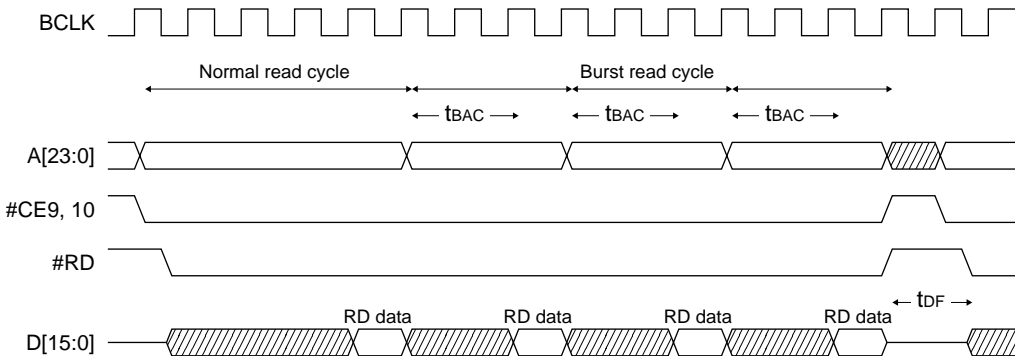 BCLK
Normal read cycle Burst read cycle
tBAC tBAC tBAC
A[23:0]
#CE9, 10
#RD
tDF
RD data RD data RD data RD data
D[15:0]